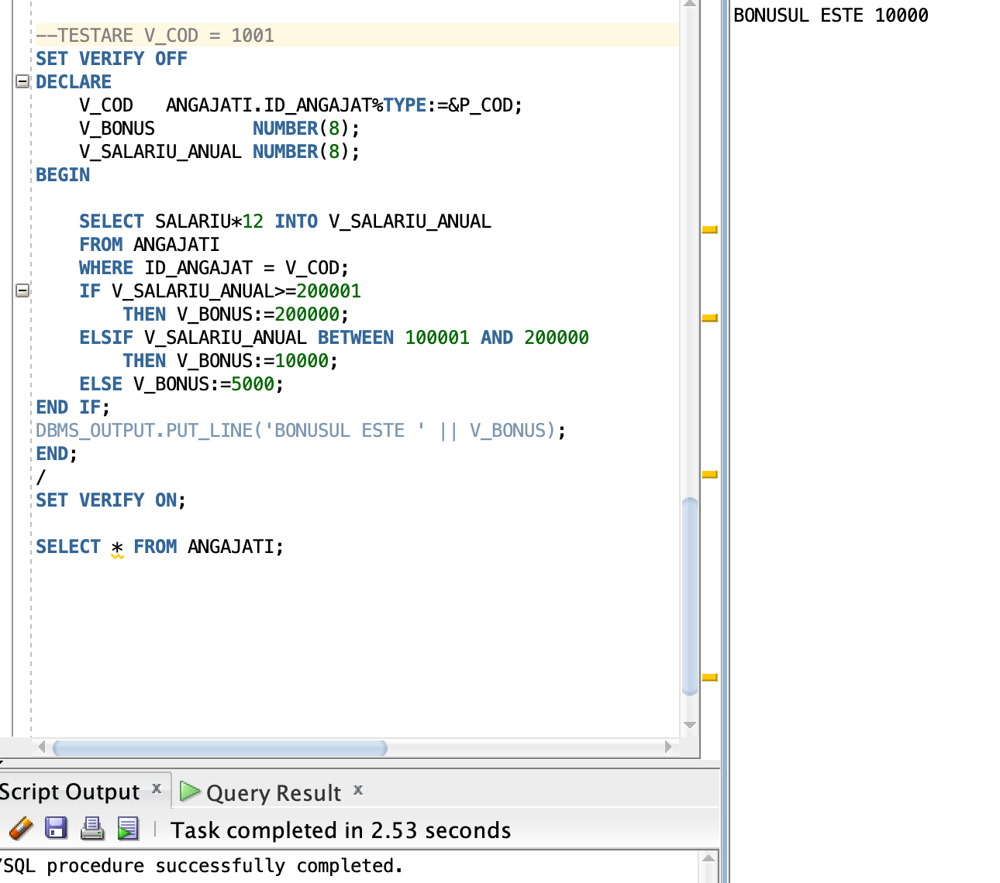 BONUSUL ESTE 10000
--TESTARE V_COD = 1001
SET VERIFY OFF
DECLARE
    V_COD   ANGAJATI.ID_ANGAJAT%TYPE:=&P_COD;
    V_BONUS         NUMBER(8);
    V_SALARIU_ANUAL NUMBER(8);
BEGIN
    SELECT SALARIU*12 INTO V_SALARIU_ANUAL
    FROM ANGAJATI
    WHERE ID_ANGAJAT = V_COD;
    IF V_SALARIU_ANUAL>=200001
        THEN V_BONUS:=200000;
    ELSIF V_SALARIU_ANUAL BETWEEN 100001 AND 200000
        THEN V_BONUS:=10000;
    ELSE V_BONUS:=5000;
END IF;
DBMS_OUTPUT.PUT_LINE('BONUSUL ESTE ' || V_BONUS);
END;
/
SET VERIFY ON;
SELECT * FROM ANGAJATI;
Script Output x Query Result x
Task completed in 2.53 seconds
/SQL procedure successfully completed.